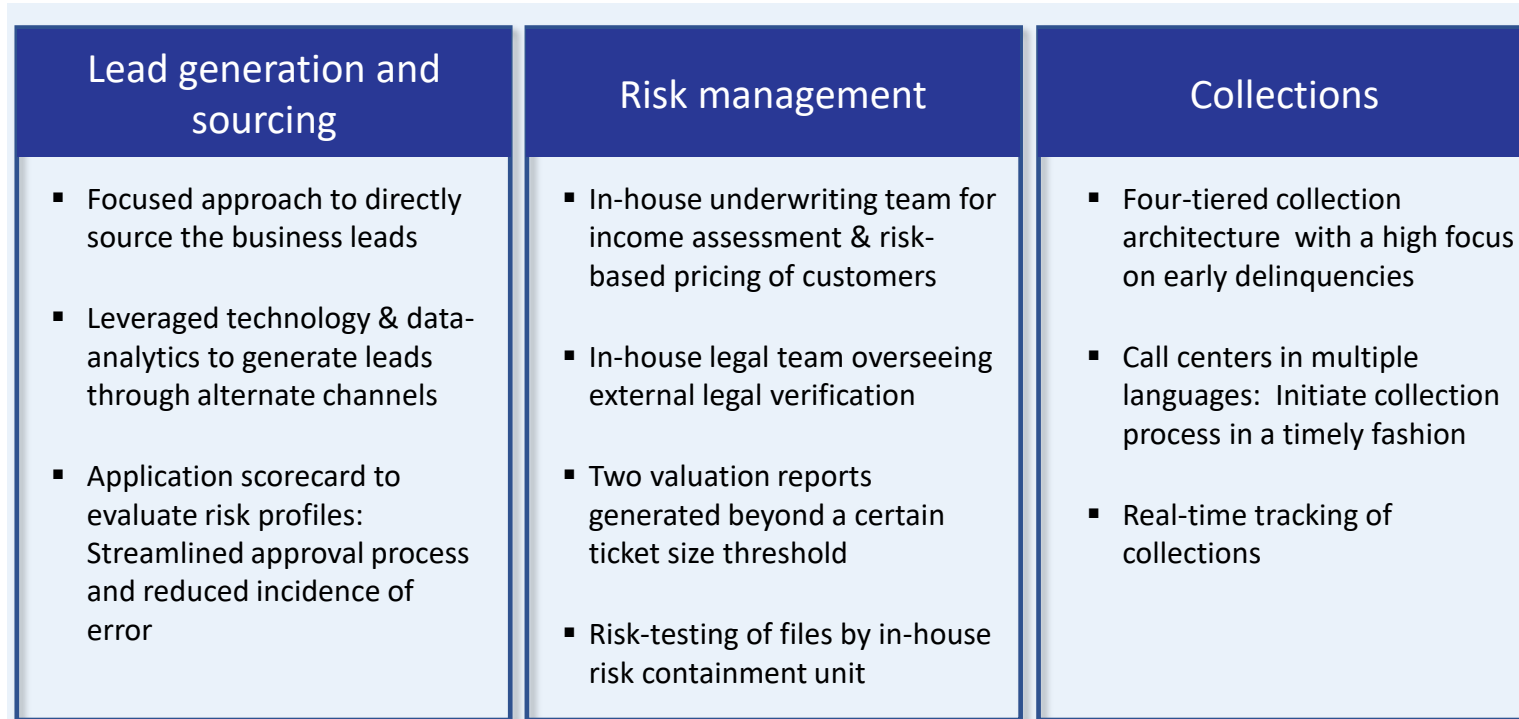 Lead generation and
sourcing
▪ Focused approach to directly
source the business leads
▪ Leveraged technology & data-
analytics to generate leads
through alternate channels
▪ Application scorecard to
evaluate risk profiles:
Streamlined approval process
and reduced incidence of
error
Risk management
▪ In-house underwriting team for
income assessment & risk-
based pricing of customers
▪ In-house legal team overseeing
external legal verification
▪ Two valuation reports
generated beyond a certain
ticket size threshold
▪ Risk-testing of files by in-house
risk containment unit
Collections
▪ Four-tiered collection
architecture  with a high focus
on early delinquencies
▪ Call centers in multiple
languages:  Initiate collection
process in a timely fashion
▪ Real-time tracking of
collections